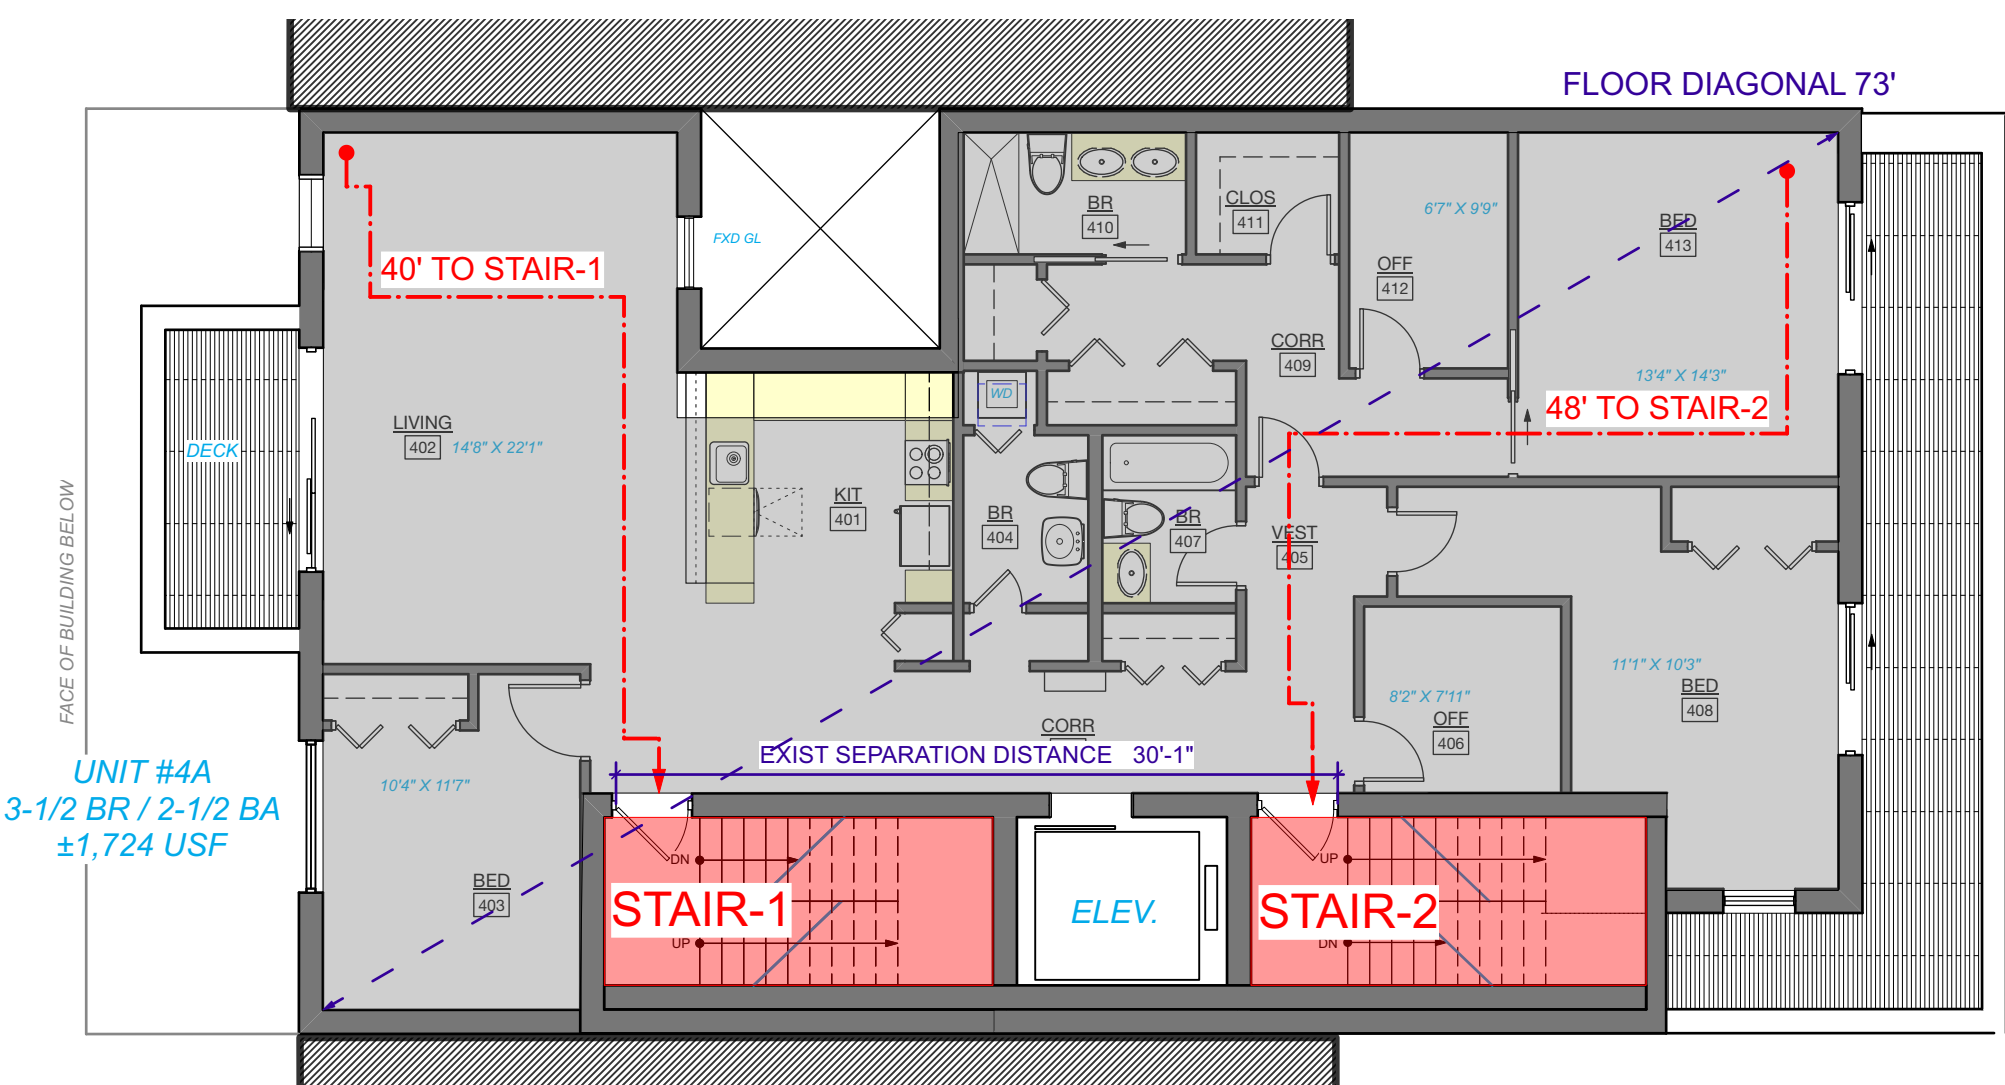 FLOOR DIAGONAL 73'
BR
410
CLOS
411
6'7" X 9'9"
BED
413
FXD GL
OFF
412
40' TO STAIR-1
CORR
409
13'4" X 14'3"
48' TO STAIR-2
WD
LIVING
402
14'8" X 22'1"
DECK
KIT
401
BR
404
BR
407
VEST
405
FACE OF BUILDING BELOW
11'1" X 10'3"
BED
408
8'2" X 7'11"
OFF
406
CORR
EXIST SEPARATION DISTANCE 30'-1"
UNIT #4A
3-1/2 BR / 2-1/2 BA
±1,724 USF
10'4" X 11'7"
BED
403
DN
STAIR-1
UP
ELEV.
UP
STAIR-2
DN